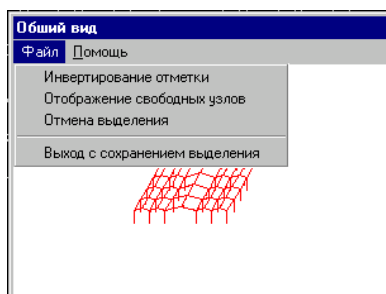 Обший вид
Файл Помощь
Инвертирование отметки
Отображение свободных узлов
Отмена выделения
Выход с сохранением выделения